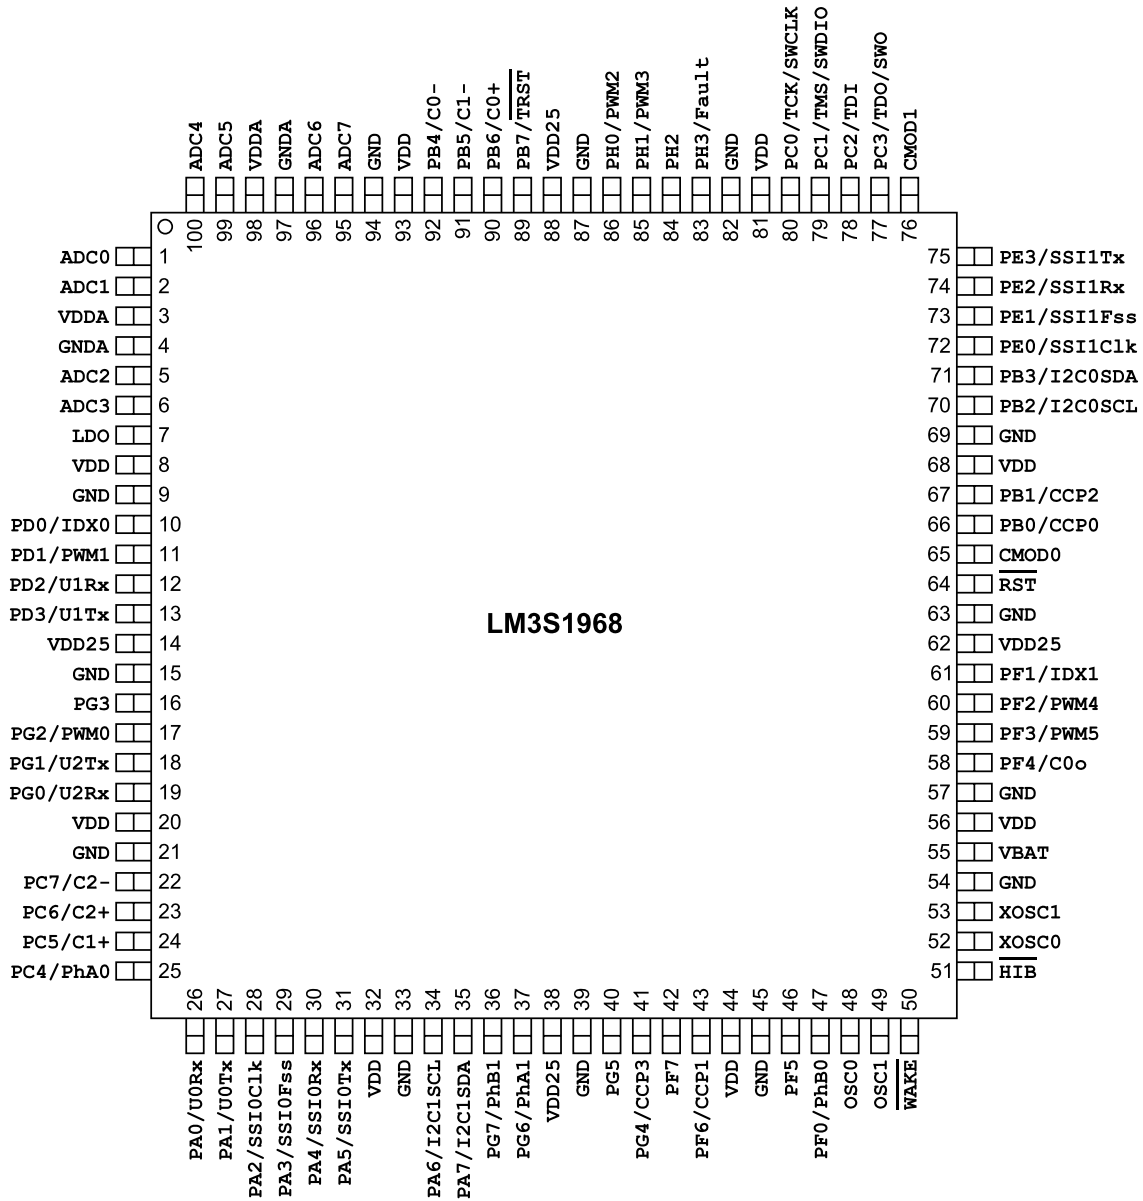 ADC4
ADC5
VDDA
GNDA
ADC6
ADC7
GND
VDD
PB4/C0-
PB5/C1-
PB6/C0+
PB7/TRST
VDD25
GND
PH0/PWM2
PH1/PWM3
PH2
PH3/Fault
GND
VDD
PC0/TCK/SWCLK
PC1/TMS/SWDIO
PC2/TDI
PC3/TDO/SWO
CMOD1
100
99
98
97
96
95
94
93
92
91
90
89
88
87
86
85
84
83
82
81
80
79
78
77
76
ADC0 1
ADC1 2
VDDA 3
GNDA 4
ADC2 5
ADC3 6
LDO 7
VDD 8
GND 9
PD0/IDX0 10
PD1/PWM1 11
PD2/U1Rx 12
PD3/U1Tx 13
VDD25 14
GND 15
PG3 16
PG2/PWM0 17
PG1/U2Tx 18
PG0/U2Rx 19
VDD 20
GND 21
PC7/C2- 22
PC6/C2+ 23
PC5/C1+ 24
PC4/PhA0 25
LM3S1968
75 PE3/SSI1Tx
74 PE2/SSI1Rx
73 PE1/SSI1Fss
72 PE0/SSI1Clk
71 PB3/I2C0SDA
70 PB2/I2C0SCL
69 GND
68 VDD
67 PB1/CCP2
66 PB0/CCP0
65 CMOD0
64 RST
63 GND
62 VDD25
61 PF1/IDX1
60 PF2/PWM4
59 PF3/PWM5
58 PF4/C0o
57 GND
56 VDD
55 VBAT
54 GND
53 XOSC1
52 XOSC0
51 HIB
26
27
28
29
30
31
32
33
34
35
36
37
38
39
40
41
42
43
44
45
46
47
48
49
50
PA0/U0Rx
PA1/U0Tx
PA2/SSI0Clk
PA3/SSI0Fss
PA4/SSI0Rx
PA5/SSI0Tx
VDD
GND
PA6/I2C1SCL
PA7/I2C1SDA
PG7/PhB1
PG6/PhA1
VDD25
GND
PG5
PG4/CCP3
PF7
PF6/CCP1
VDD
GND
PF5
PF0/PhB0
OSC0
OSC1
WAKE